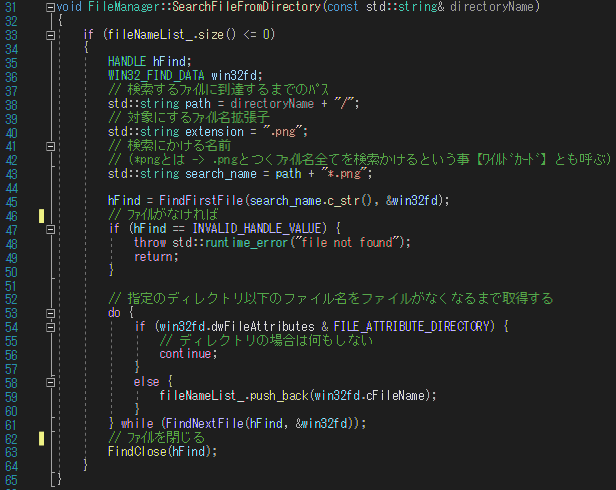 31 void FileManager::SearchFileFromDirectory(const std::string& directoryName)
32 {
33 if (fileNameList_.size() <= 0)
34 {
35 HANDLE hFind;
36 WIN32_FIND_DATA win32fd;
37 // 検索するﾌｧｲﾙに到達するまでのﾊﾟｽ
38 std::string path = directoryName + "/";
39 // 対象にするﾌｧｲﾙ名拡張子
40 std::string extension = ".png";
41 // 検索にかける名前
42 // (*pngとは -> .pngとつくﾌｧｲﾙ名全てを検索かけるという事【ﾜｲﾙﾄﾞｶｰﾄﾞ】とも呼ぶ)
43 std::string search_name = path + "*.png";
44
45 hFind = FindFirstFile(search_name.c_str(), &win32fd);
46 // ﾌｧｲﾙがなければ
47 if (hFind == INVALID_HANDLE_VALUE) {
48 throw std::runtime_error("file not found");
49 return;
50 }
51
52 // 指定のディレクトリ以下のファイル名をファイルがなくなるまで取得する
53 do {
54 if (win32fd.dwFileAttributes & FILE_ATTRIBUTE_DIRECTORY) {
55 // ディレクトリの場合は何もしない
56 continue;
57 }
58 else {
59 fileNameList_.push_back(win32fd.cFileName);
60 }
61 } while (FindNextFile(hFind, &win32fd));
62 // ﾌｧｲﾙを閉じる
63 FindClose(hFind);
64 }
65 }